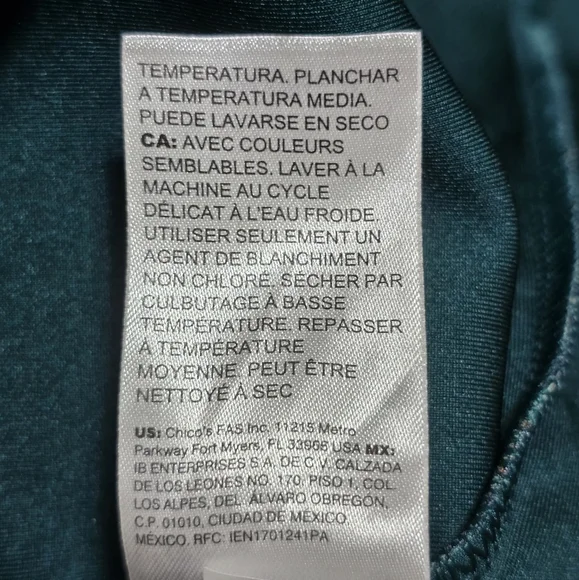 TEMPERATURA. PLANCHAR
A TEMPERATURA MEDIA.
PUEDE LAVARSE EN SECO
CA: AVEC COULEURS
SEMBLABLES. LAVER À LA
MACHINE AU CYCLE
DÉLICAT À L'EAU FROIDE.
UTILISER SEULEMENT UN
AGENT DE BLANCHIMENT
NON CHLORÉ. SÉCHER PAR
CULBUTAGE À BASSE
TEMPÉRATURE. REPASSER
À TEMPÉRATURE
MOYENNE. PEUT ÊTRE
NETTOYÉ À SEC
US: Chico's FAS Inc. 11215 Metro
Parkway Fort Myers, FL 33966 USA MX:
IB ENTERPRISES S.A. DE C.V. CALZADA
DE LOS LEONES NO. 170. PISO 1, COL.
LOS ALPES, DEL. ÁLVARO OBREGÓN,
C.P. 01010, CIUDAD DE MÉXICO.
MÉXICO. RFC: IEN1701241PA